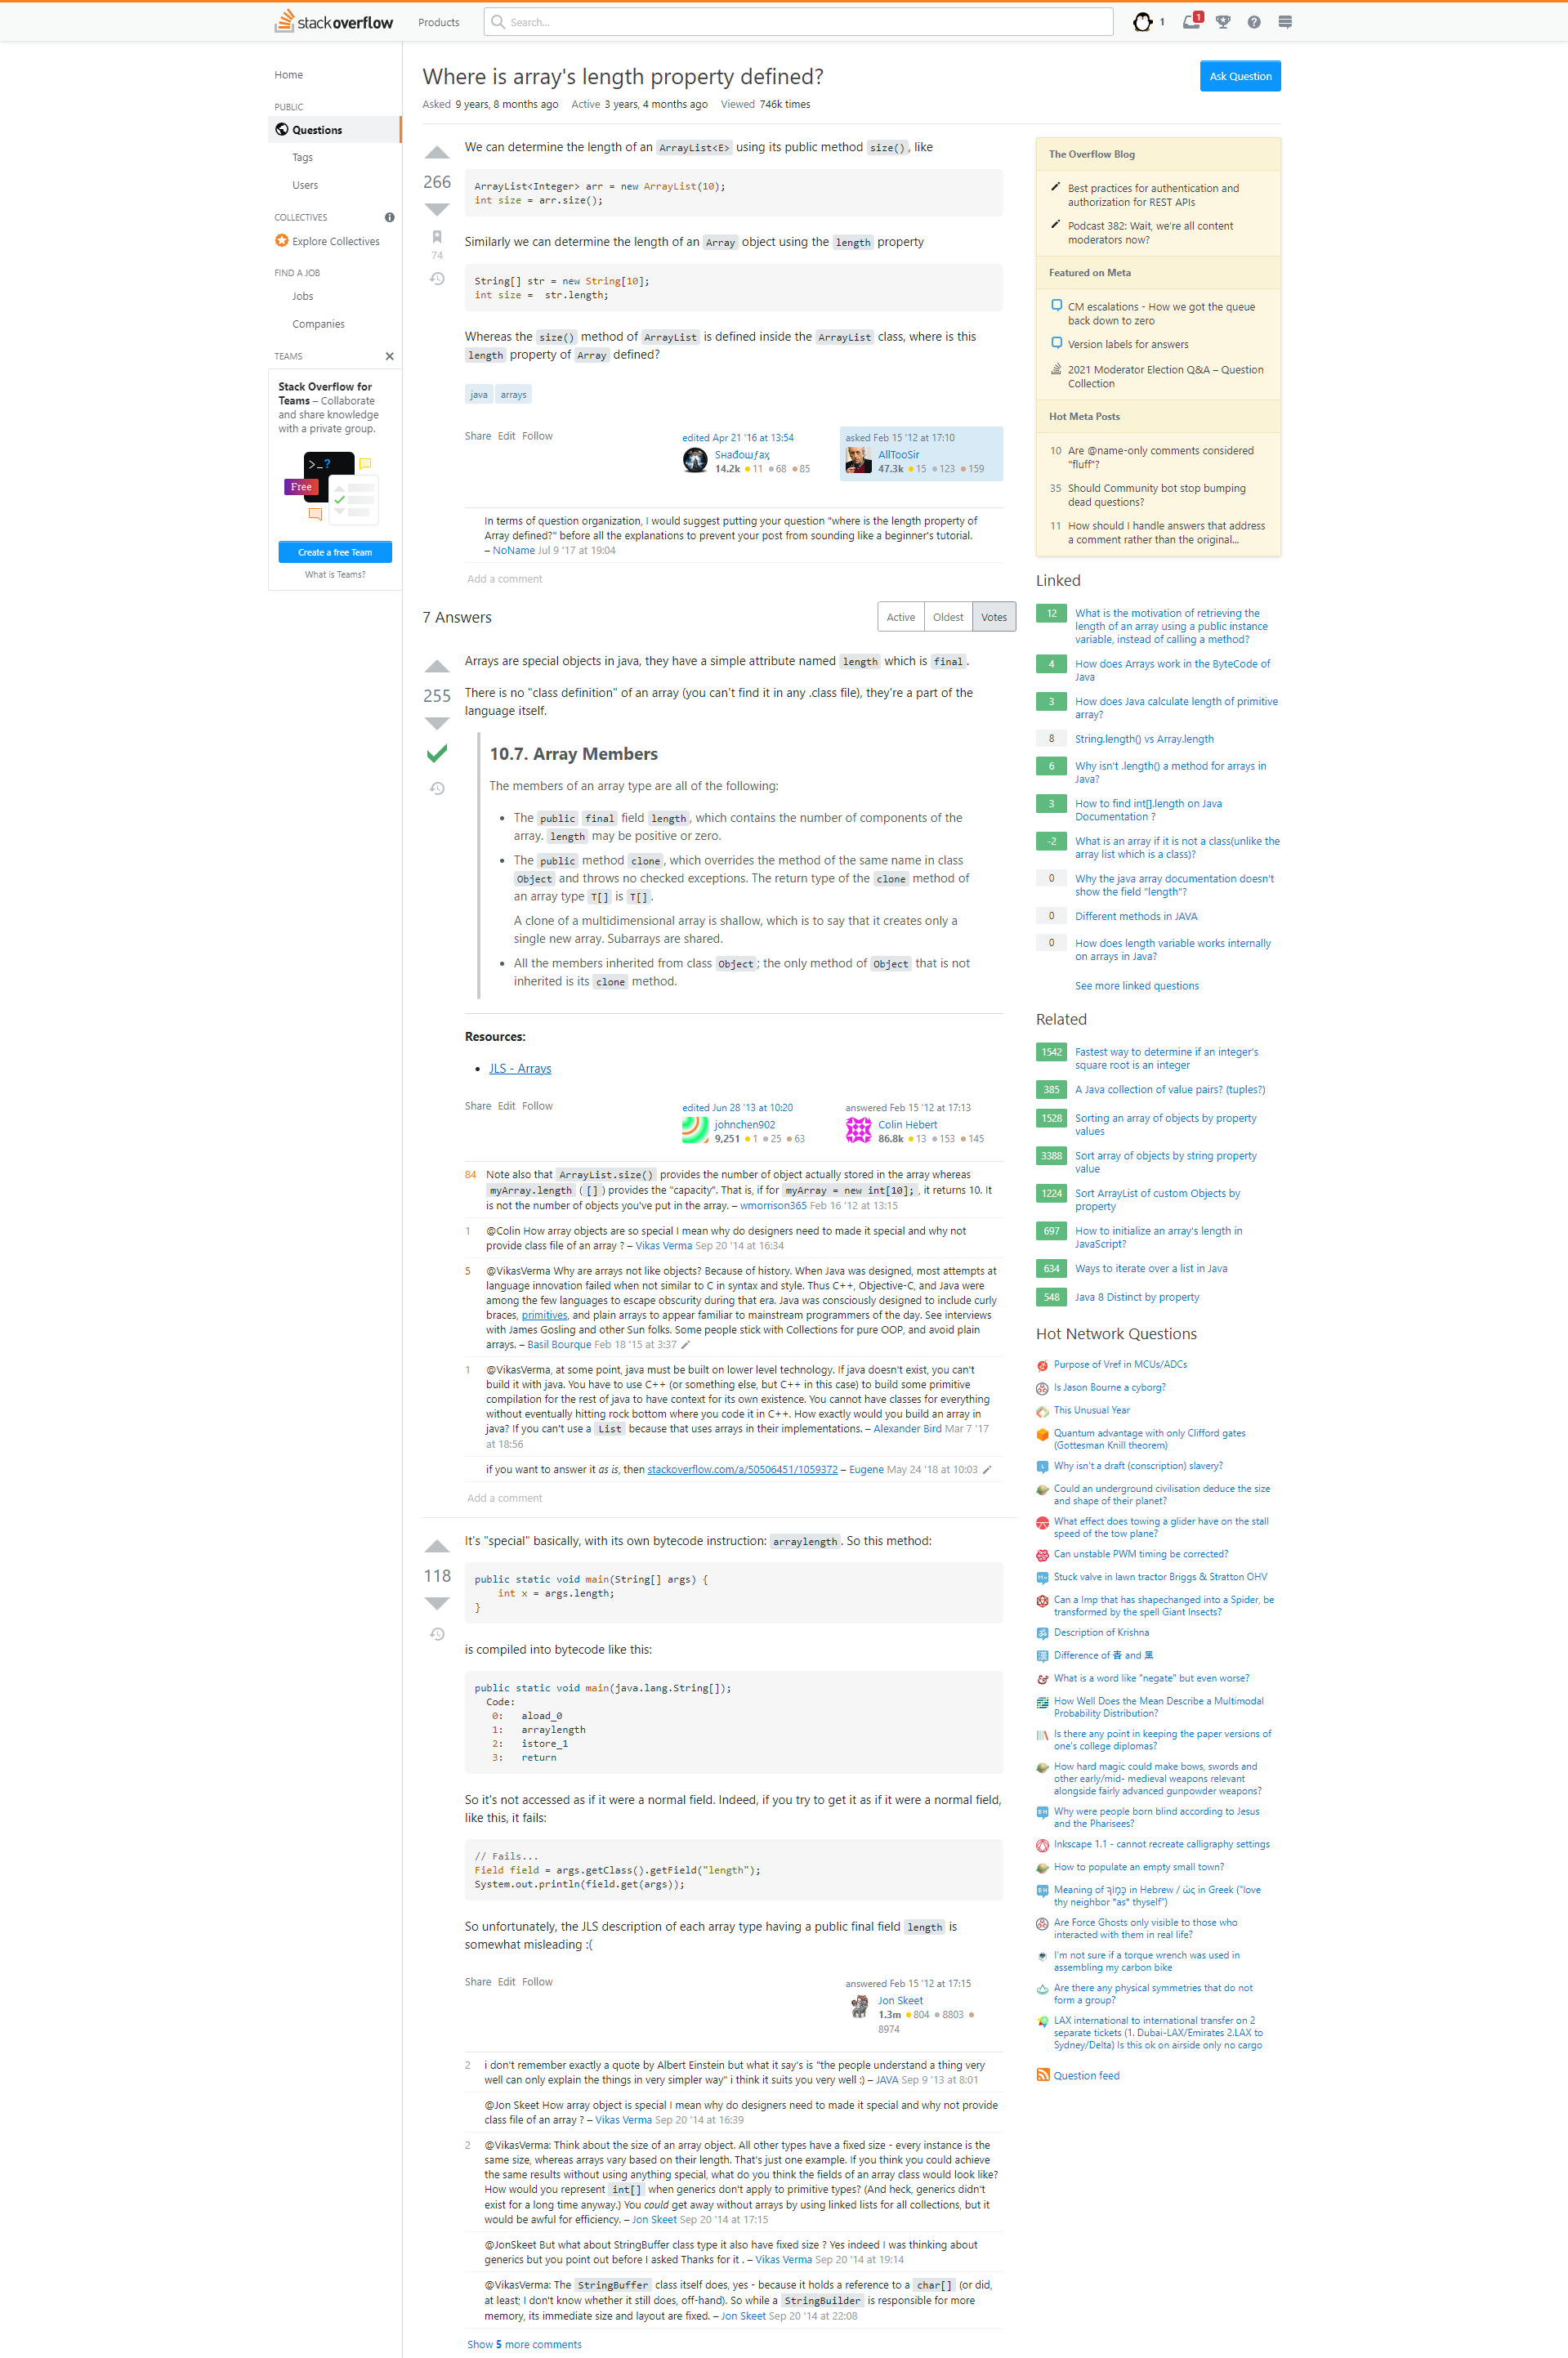 stackoverflow
Products
Search...
1
1
Home
PUBLIC
Questions
Tags
Users
COLLECTIVES
Explore Collectives
FIND A JOB
Jobs
Companies
TEAMS
Stack Overflow for
Teams – Collaborate
and share knowledge
with a private group.
>_?
Free
Create a free Team
What is Teams?
Where is array's length property defined?
Ask Question
Asked 9 years, 8 months ago Active 3 years, 4 months ago Viewed 746k times
266
74
We can determine the length of an ArrayList<E> using its public method size(), like
ArrayList<Integer> arr = new ArrayList(10);
int size = arr.size();
Similarly we can determine the length of an Array object using the length property
String[] str = new String[10];
int size =  str.length;
Whereas the size() method of ArrayList is defined inside the ArrayList class, where is this
length property of Array defined?
java arrays
Share Edit Follow
edited Apr 21 '16 at 13:54
14.2k 11 68 85
asked Feb 15 '12 at 17:10
AllTooSir
47.3k 15 123 159
In terms of question organization, I would suggest putting your question "where is the length property of
Array defined?" before all the explanations to prevent your post from sounding like a beginner's tutorial.
– NoName Jul 9 '17 at 19:04
Add a comment
7 Answers
Active Oldest Votes
255
Arrays are special objects in java, they have a simple attribute named length which is final.
There is no "class definition" of an array (you can't find it in any .class file), they're a part of the
language itself.
10.7. Array Members
The members of an array type are all of the following:
• The public final field length, which contains the number of components of the
array. length may be positive or zero.
• The public method clone, which overrides the method of the same name in class
Object and throws no checked exceptions. The return type of the clone method of
an array type T[] is T[].
A clone of a multidimensional array is shallow, which is to say that it creates only a
single new array. Subarrays are shared.
• All the members inherited from class Object; the only method of Object that is not
inherited is its clone method.
Resources:
• JLS - Arrays
Share Edit Follow
edited Jun 28 '13 at 10:20
johnchen902
9,251 1 25 63
answered Feb 15 '12 at 17:13
Colin Hebert
86.8k 13 153 145
84 Note also that ArrayList.size() provides the number of object actually stored in the array whereas
myArray.length ([]) provides the "capacity". That is, if for myArray = new int[10];, it returns 10. It
is not the number of objects you've put in the array. – wmorrison365 Feb 16 '12 at 13:15
1 @Colin How array objects are so special I mean why do designers need to made it special and why not
provide class file of an array ? – Vikas Verma Sep 20 '14 at 16:34
5 @VikasVerma Why are arrays not like objects? Because of history. When Java was designed, most attempts at
language innovation failed when not similar to C in syntax and style. Thus C++, Objective-C, and Java were
among the few languages to escape obscurity during that era. Java was consciously designed to include curly
braces, primitives, and plain arrays to appear familiar to mainstream programmers of the day. See interviews
with James Gosling and other Sun folks. Some people stick with Collections for pure OOP, and avoid plain
arrays. – Basil Bourque Feb 18 '15 at 3:37
1 @VikasVerma, at some point, java must be built on lower level technology. If java doesn't exist, you can't
build it with java. You have to use C++ (or something else, but C++ in this case) to build some primitive
compilation for the rest of java to have context for its own existence. You cannot have classes for everything
without eventually hitting rock bottom where you code it in C++. How exactly would you build an array in
java? If you can't use a List because that uses arrays in their implementations. – Alexander Bird Mar 7 '17
at 18:56
if you want to answer it as is, then stackoverflow.com/a/50506451/1059372 – Eugene May 24 '18 at 10:03
Add a comment
118
It's "special" basically, with its own bytecode instruction: arraylength. So this method:
public static void main(String[] args) {
    int x = args.length;
}
is compiled into bytecode like this:
public static void main(java.lang.String[]);
  Code:
   0:   aload_0
   1:   arraylength
   2:   istore_1
   3:   return
So it's not accessed as if it were a normal field. Indeed, if you try to get it as if it were a normal field,
like this, it fails:
// Fails...
Field field = args.getClass().getField("length");
System.out.println(field.get(args));
So unfortunately, the JLS description of each array type having a public final field length is
somewhat misleading :(
Share Edit Follow
answered Feb 15 '12 at 17:15
Jon Skeet
1.3m 804 8803
8974
2 i don't remember exactly a quote by Albert Einstein but what it say's is "the people understand a thing very
well can only explain the things in very simpler way" i think it suits you very well :) – JAVA Sep 9 '13 at 8:01
@Jon Skeet How array object is special I mean why do designers need to made it special and why not provide
class file of an array ? – Vikas Verma Sep 20 '14 at 16:39
2 @VikasVerma: Think about the size of an array object. All other types have a fixed size - every instance is the
same size, whereas arrays vary based on their length. That's just one example. If you think you could achieve
the same results without using anything special, what do you think the fields of an array class would look like?
How would you represent int[] when generics don't apply to primitive types? (And heck, generics didn't
exist for a long time anyway.) You could get away without arrays by using linked lists for all collections, but it
would be awful for efficiency. – Jon Skeet Sep 20 '14 at 17:15
@JonSkeet But what about StringBuffer class type it also have fixed size ? Yes indeed I was thinking about
generics but you point out before I asked Thanks for it . – Vikas Verma Sep 20 '14 at 19:14
@VikasVerma: The StringBuffer class itself does, yes - because it holds a reference to a char[] (or did,
at least; I don't know whether it still does, off-hand). So while a StringBuilder is responsible for more
memory, its immediate size and layout are fixed. – Jon Skeet Sep 20 '14 at 22:08
Show 5 more comments
The Overflow Blog
Best practices for authentication and
authorization for REST APIs
Podcast 382: Wait, we're all content
moderators now?
Featured on Meta
CM escalations - How we got the queue
back down to zero
Version labels for answers
2021 Moderator Election Q&A – Question
Collection
Hot Meta Posts
10 Are @name-only comments considered
"fluff"?
35 Should Community bot stop bumping
dead questions?
11 How should I handle answers that address
a comment rather than the original...
Linked
12 What is the motivation of retrieving the
length of an array using a public instance
variable, instead of calling a method?
4 How does Arrays work in the ByteCode of
Java
3 How does Java calculate length of primitive
array?
8 String.length() vs Array.length
6 Why isn't .length() a method for arrays in
Java?
3 How to find int[].length on Java
Documentation ?
-2 What is an array if it is not a class(unlike the
array list which is a class)?
0 Why the java array documentation doesn't
show the field "length"?
0 Different methods in JAVA
0 How does length variable works internally
on arrays in Java?
See more linked questions
Related
1542 Fastest way to determine if an integer's
square root is an integer
385 A Java collection of value pairs? (tuples?)
1528 Sorting an array of objects by property
values
3388 Sort array of objects by string property
value
1224 Sort ArrayList of custom Objects by
property
697 How to initialize an array's length in
JavaScript?
634 Ways to iterate over a list in Java
548 Java 8 Distinct by property
Hot Network Questions
Purpose of Vref in MCUs/ADCs
Is Jason Bourne a cyborg?
This Unusual Year
Quantum advantage with only Clifford gates
(Gottesman Knill theorem)
Why isn't a draft (conscription) slavery?
Could an underground civilisation deduce the size
and shape of their planet?
What effect does towing a glider have on the stall
speed of the tow plane?
Can unstable PWM timing be corrected?
Stuck valve in lawn tractor Briggs & Stratton OHV
Can a Imp that has shapechanged into a Spider, be
transformed by the spell Giant Insects?
Description of Krishna
Difference of and 黑
What is a word like "negate" but even worse?
How Well Does the Mean Describe a Multimodal
Probability Distribution?
Is there any point in keeping the paper versions of
one's college diplomas?
How hard magic could make bows, swords and
other early/mid- medieval weapons relevant
alongside fairly advanced gunpowder weapons?
Why were people born blind according to Jesus
and the Pharisees?
Inkscape 1.1 - cannot recreate calligraphy settings
How to populate an empty small town?
Meaning of כָּמוֹךָ in Hebrew / ὡς in Greek ("love
thy neighbor *as* thyself")
Are Force Ghosts only visible to those who
interacted with them in real life?
I'm not sure if a torque wrench was used in
assembling my carbon bike
Are there any physical symmetries that do not
form a group?
LAX international to international transfer on 2
separate tickets (1. Dubai-LAX/Emirates 2.LAX to
Sydney/Delta) Is this ok on airside only no cargo
Question feed